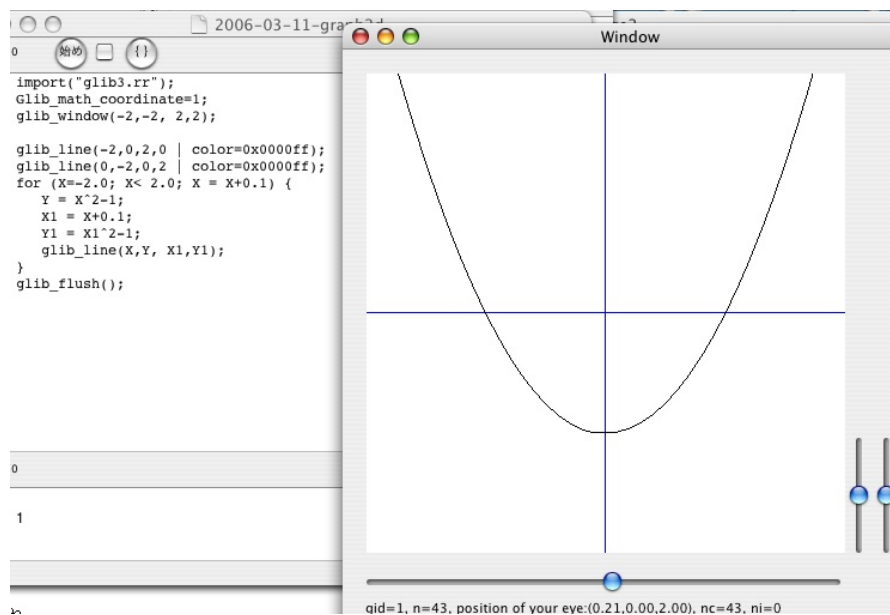 2006-03-11-graph2d
0
始め
{ }
import("glib3.rr");
Glib_math_coordinate=1;
glib_window(-2,-2, 2,2);
glib_line(-2,0,2,0 | color=0x0000ff);
glib_line(0,-2,0,2 | color=0x0000ff);
for (X=-2.0; X< 2.0; X = X+0.1) {
Y = X^2-1;
X1 = X+0.1;
Y1 = X1^2-1;
glib_line(X,Y, X1,Y1);
}
glib_flush();
0
1
Window
gid=1, n=43, position of your eye:(0.21,0.00,2.00), nc=43, ni=0